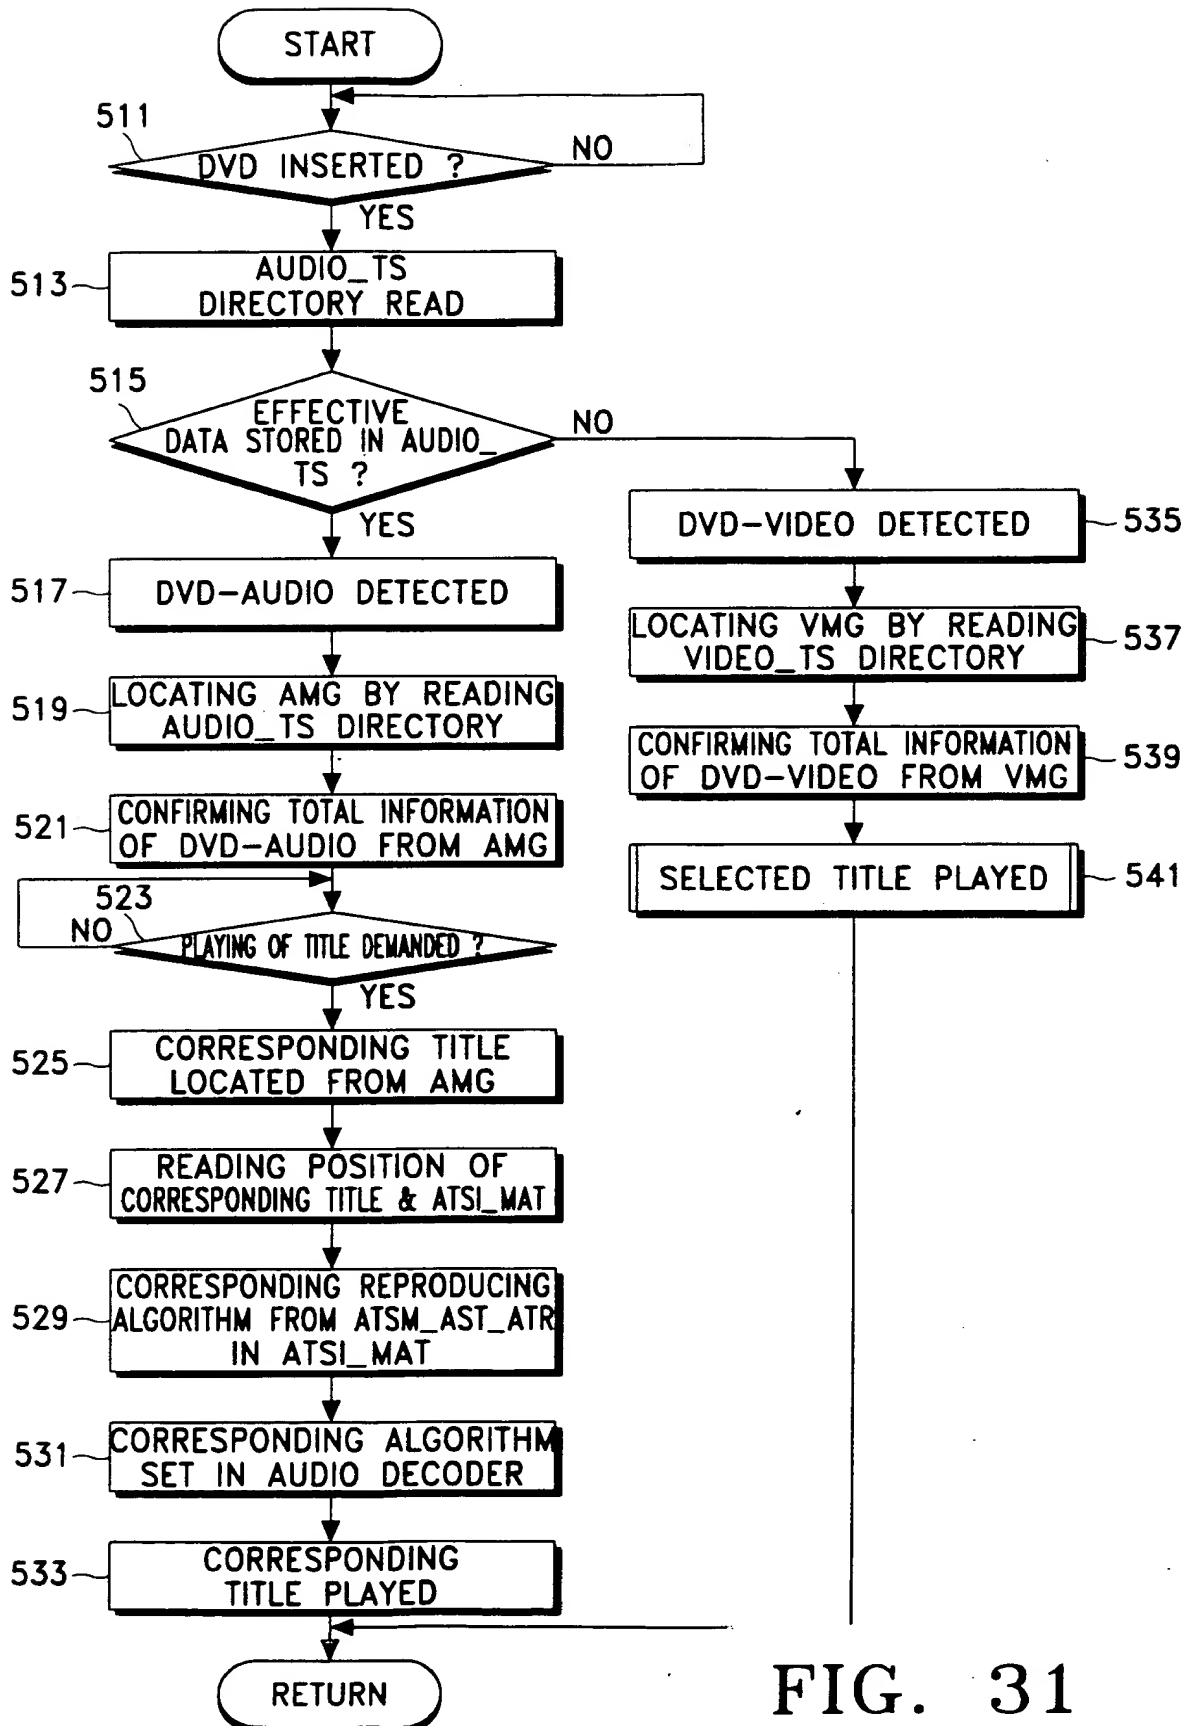 START
511
DVD INSERTED ?
NO
YES
513
AUDIO_TS
DIRECTORY READ
515
EFFECTIVE
DATA STORED IN AUDIO_
TS ?
NO
YES
517
DVD-AUDIO DETECTED
519
LOCATING AMG BY READING
AUDIO_TS DIRECTORY
521
CONFIRMING TOTAL INFORMATION
OF DVD-AUDIO FROM AMG
523
NO
PLAYING OF TITLE DEMANDED ?
YES
525
CORRESPONDING TITLE
LOCATED FROM AMG
527
READING POSITION OF
CORRESPONDING TITLE & ATSI_MAT
529
CORRESPONDING REPRODUCING
ALGORITHM FROM ATSM_AST_ATR
IN ATSI_MAT
531
CORRESPONDING ALGORITHM
SET IN AUDIO DECODER
533
CORRESPONDING
TITLE PLAYED
RETURN
DVD-VIDEO DETECTED
535
LOCATING VMG BY READING
VIDEO_TS DIRECTORY
537
CONFIRMING TOTAL INFORMATION
OF DVD-VIDEO FROM VMG
539
SELECTED TITLE PLAYED
541
FIG. 31